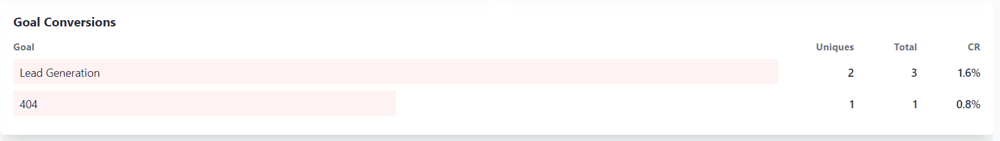 Goal Conversions
Goal Uniques Total CR
Lead Generation 2 3 1.6%
404 1 1 0.8%